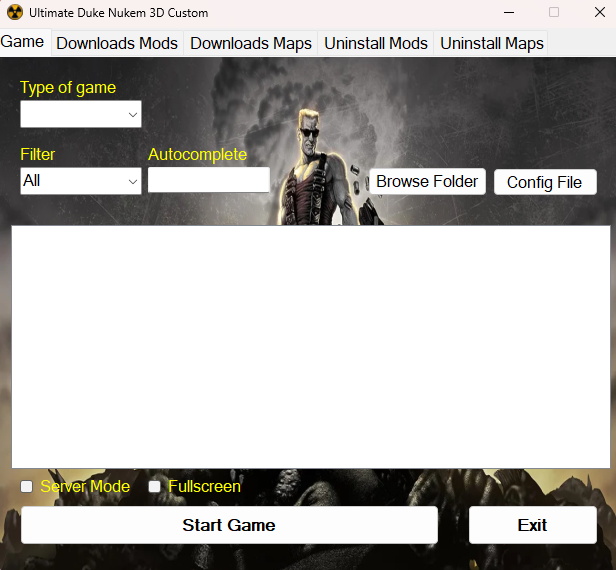 Ultimate Duke Nukem 3D Custom
Game Downloads Mods Downloads Maps Uninstall Mods Uninstall Maps
Type of game
Filter Autocomplete
All Browse Folder Config File
Server Mode Fullscreen
Start Game Exit